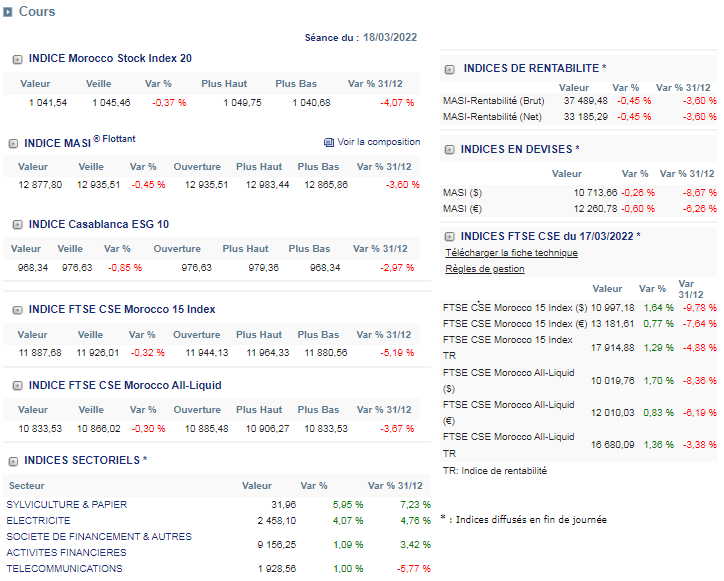 Cours
Séance du : 18/03/2022
INDICE Morocco Stock Index 20
Valeur Veille Var % Plus Haut Plus Bas Var % 31/12
1 041,54 1 045,46 -0,37 % 1 049,75 1 040,68 -4,07 %
INDICE MASI ® Flottant
Voir la composition
Valeur Veille Var % Ouverture Plus Haut Plus Bas Var % 31/12
12 877,80 12 935,51 -0,45 % 12 935,51 12 983,44 12 865,86 -3,60 %
INDICE Casablanca ESG 10
Valeur Veille Var % Ouverture Plus Haut Plus Bas Var % 31/12
968,34 976,63 -0,85 % 976,63 979,36 968,34 -2,97 %
INDICE FTSE CSE Morocco 15 Index
Valeur Veille Var % Ouverture Plus Haut Plus Bas Var % 31/12
11 887,68 11 926,01 -0,32 % 11 944,13 11 964,33 11 880,56 -5,19 %
INDICE FTSE CSE Morocco All-Liquid
Valeur Veille Var % Ouverture Plus Haut Plus Bas Var % 31/12
10 833,53 10 866,02 -0,30 % 10 885,48 10 906,27 10 833,53 -3,67 %
INDICES SECTORIELS *
Secteur Valeur Var % Var % 31/12
SYLVICULTURE & PAPIER 31,96 5,95 % 7,23 %
ELECTRICITE 2 458,10 4,07 % 4,76 %
SOCIETE DE FINANCEMENT & AUTRES
ACTIVITES FINANCIERES 9 156,25 1,09 % 3,42 %
TELECOMMUNICATIONS 1 928,56 1,00 % -5,77 %
INDICES DE RENTABILITE *
Valeur Var % Var % 31/12
MASI-Rentabilité (Brut) 37 489,48 -0,45 % -3,60 %
MASI-Rentabilité (Net) 33 185,29 -0,45 % -3,60 %
INDICES EN DEVISES *
Valeur Var % Var % 31/12
MASI ($) 10 713,66 -0,26 % -8,67 %
MASI (€) 12 260,78 -0,60 % -6,26 %
INDICES FTSE CSE du 17/03/2022 *
Télécharger la fiche technique
Règles de gestion
Valeur Var % Var
31/12
FTSE CSE Morocco 15 Index ($) 10 997,18 1,64 % -9,78 %
FTSE CSE Morocco 15 Index (€) 13 181,61 0,77 % -7,64 %
FTSE CSE Morocco 15 Index
TR 17 914,88 1,29 % -4,88 %
FTSE CSE Morocco All-Liquid
($) 10 019,76 1,70 % -8,36 %
FTSE CSE Morocco All-Liquid
(€) 12 010,03 0,83 % -6,19 %
FTSE CSE Morocco All-Liquid
TR 16 680,09 1,36 % -3,38 %
TR: Indice de rentabilité
* : Indices diffusés en fin de journée